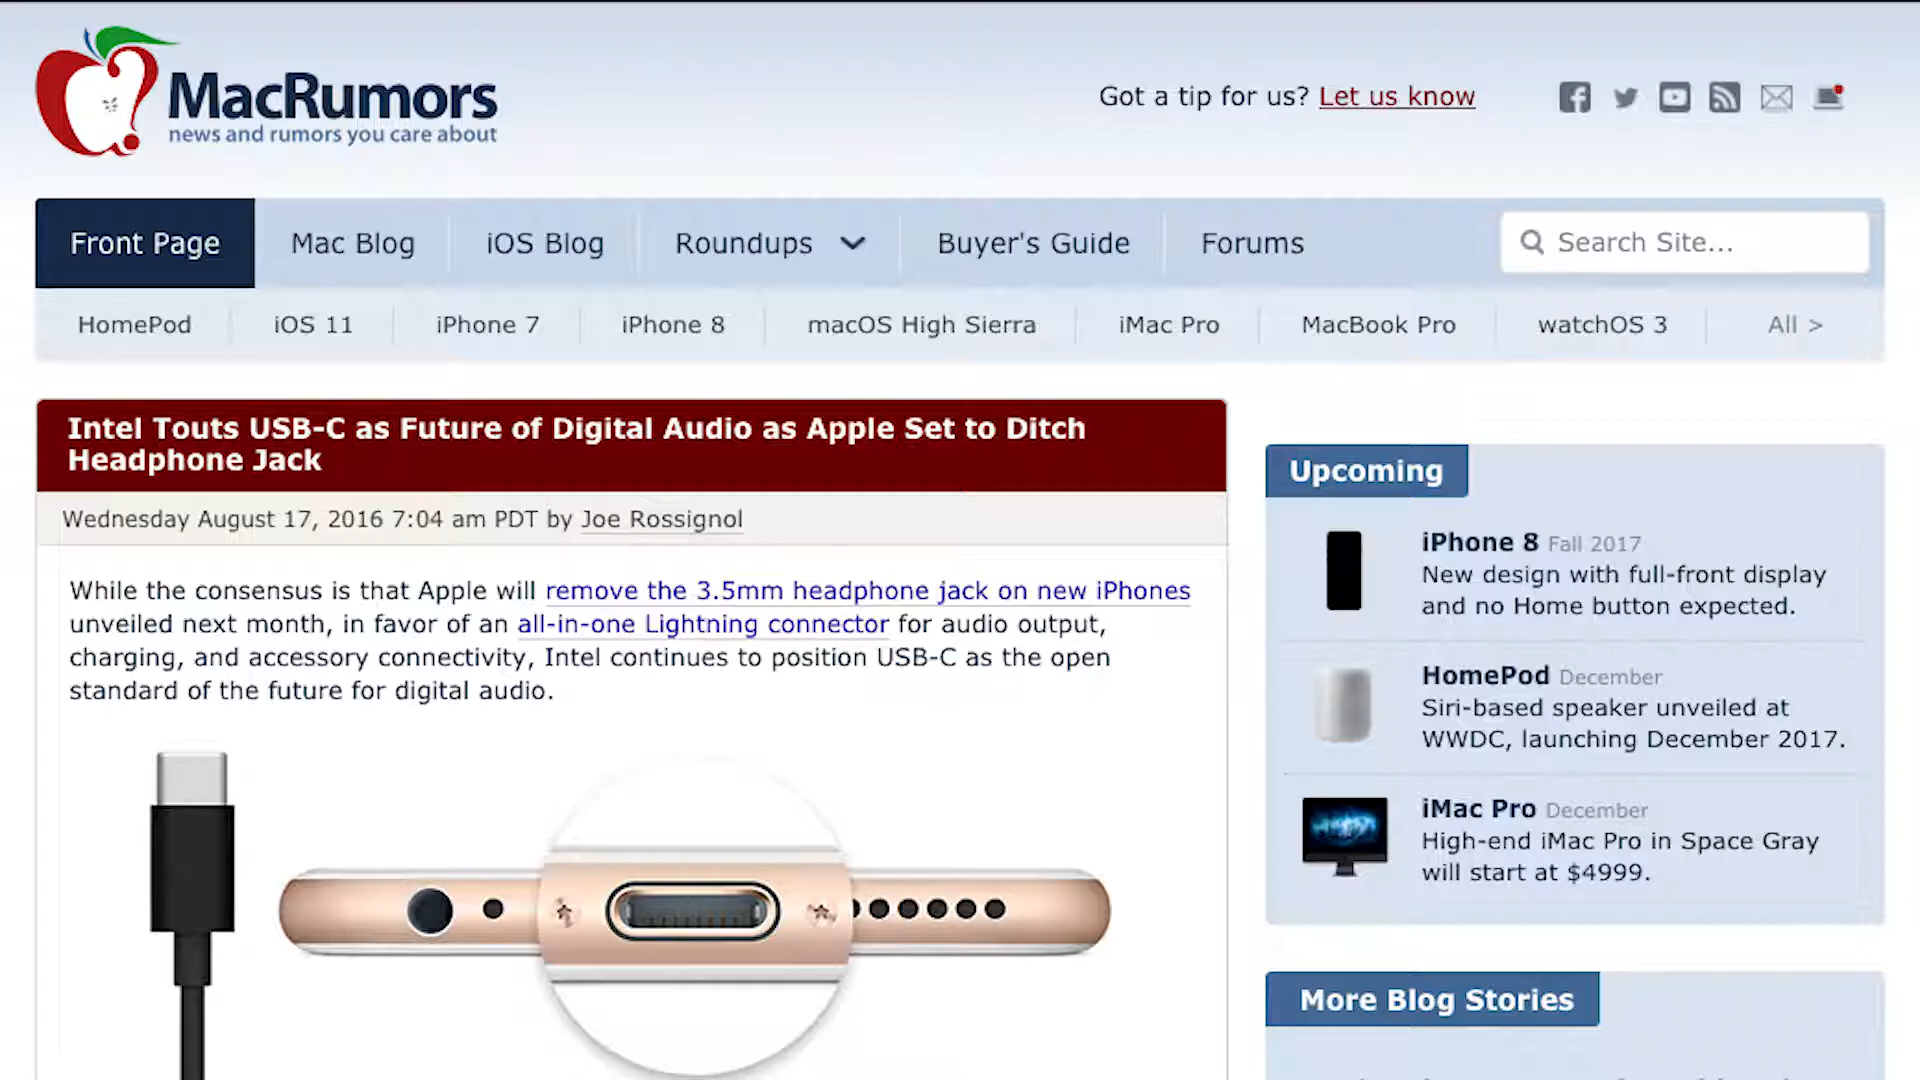 MacRumors
news and rumors you care about
Got a tip for us? Let us know
Front Page
Mac Blog
iOS Blog
Roundups
Buyer's Guide
Forums
Search Site...
HomePod
iOS 11
iPhone 7
iPhone 8
macOS High Sierra
iMac Pro
MacBook Pro
watchOS 3
All >
Intel Touts USB-C as Future of Digital Audio as Apple Set to Ditch
Headphone Jack
Wednesday August 17, 2016 7:04 am PDT by Joe Rossignol
While the consensus is that Apple will remove the 3.5mm headphone jack on new iPhones
unveiled next month, in favor of an all-in-one Lightning connector for audio output,
charging, and accessory connectivity, Intel continues to position USB-C as the open
standard of the future for digital audio.
Upcoming
iPhone 8 Fall 2017
New design with full-front display
and no Home button expected.
HomePod December
Siri-based speaker unveiled at
WWDC, launching December 2017.
iMac Pro December
High-end iMac Pro in Space Gray
will start at $4999.
More Blog Stories